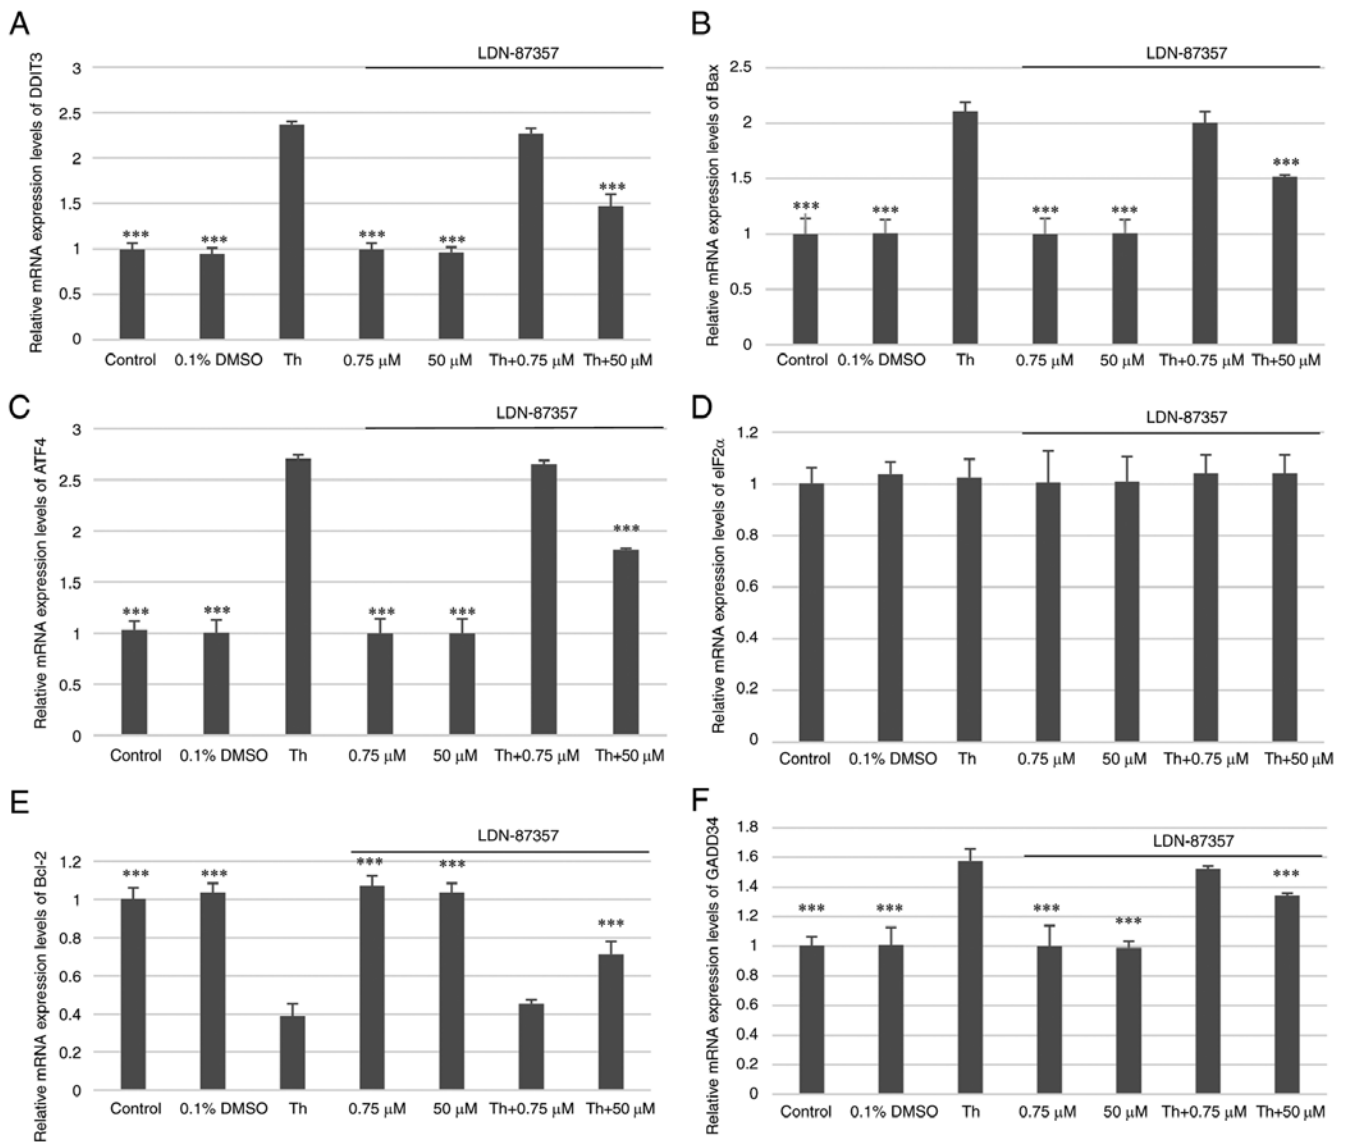 A
LDN-87357
Relative mRNA expression levels of DDIT3
3
2.5
2
1.5
1
0.5
0
***
***
***
***
***
Control 0.1% DMSO Th 0.75 μM 50 μM Th+0.75 μM Th+50 μM
B
LDN-87357
Relative mRNA expression levels of Bax
2.5
2
1.5
1
0.5
0
***
***
***
***
***
Control 0.1% DMSO Th 0.75 μM 50 μM Th+0.75 μM Th+50 μM
C
LDN-87357
Relative mRNA expression levels of ATF4
3
2.5
2
1.5
1
0.5
0
***
***
***
***
***
Control 0.1% DMSO Th 0.75 μM 50 μM Th+0.75 μM Th+50 μM
D
LDN-87357
Relative mRNA expression levels of eIF2α
1.2
1
0.8
0.6
0.4
0.2
0
Control 0.1% DMSO Th 0.75 μM 50 μM Th+0.75 μM Th+50 μM
E
LDN-87357
Relative mRNA expression levels of Bcl-2
1.2
1
0.8
0.6
0.4
0.2
0
***
***
***
***
***
Control 0.1% DMSO Th 0.75 μM 50 μM Th+0.75 μM Th+50 μM
F
LDN-87357
Relative mRNA expression levels of GADD34
1.8
1.6
1.4
1.2
1
0.8
0.6
0.4
0.2
0
***
***
***
***
***
Control 0.1% DMSO Th 0.75 μM 50 μM Th+0.75 μM Th+50 μM